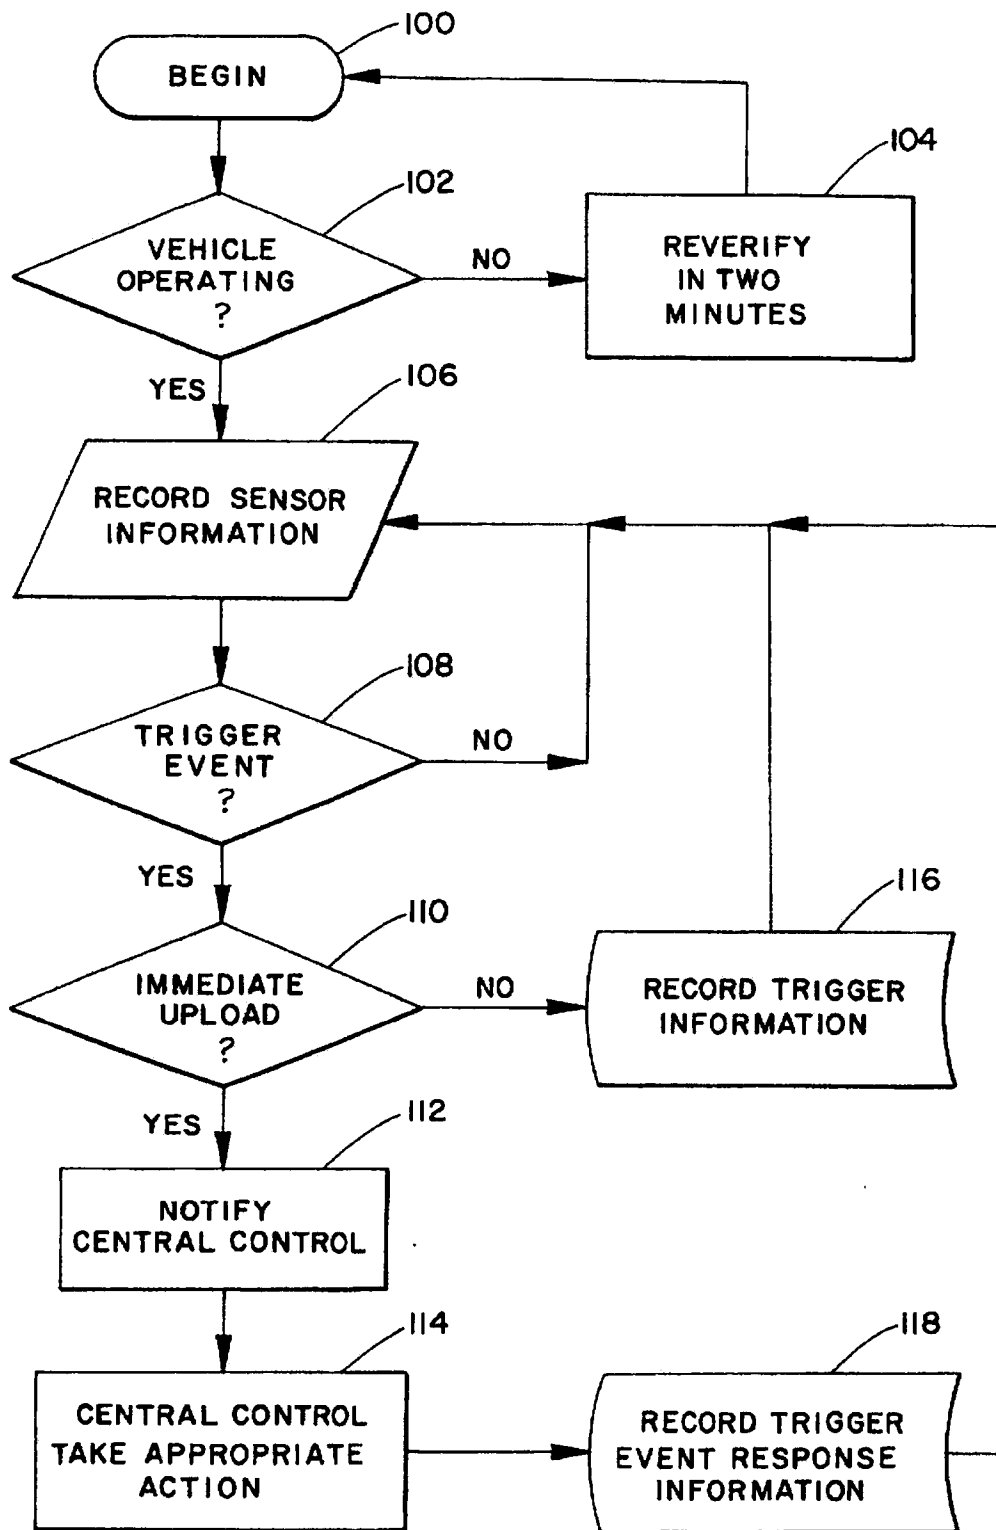 100
BEGIN
104
102
VEHICLE
OPERATING
?
NO
REVERIFY
IN TWO
MINUTES
YES
106
RECORD SENSOR
INFORMATION
108
TRIGGER
EVENT
?
NO
YES
110
116
IMMEDIATE
UPLOAD
?
NO
RECORD TRIGGER
INFORMATION
YES
112
NOTIFY
CENTRAL CONTROL
114
118
CENTRAL CONTROL
TAKE APPROPRIATE
ACTION
RECORD TRIGGER
EVENT RESPONSE
INFORMATION